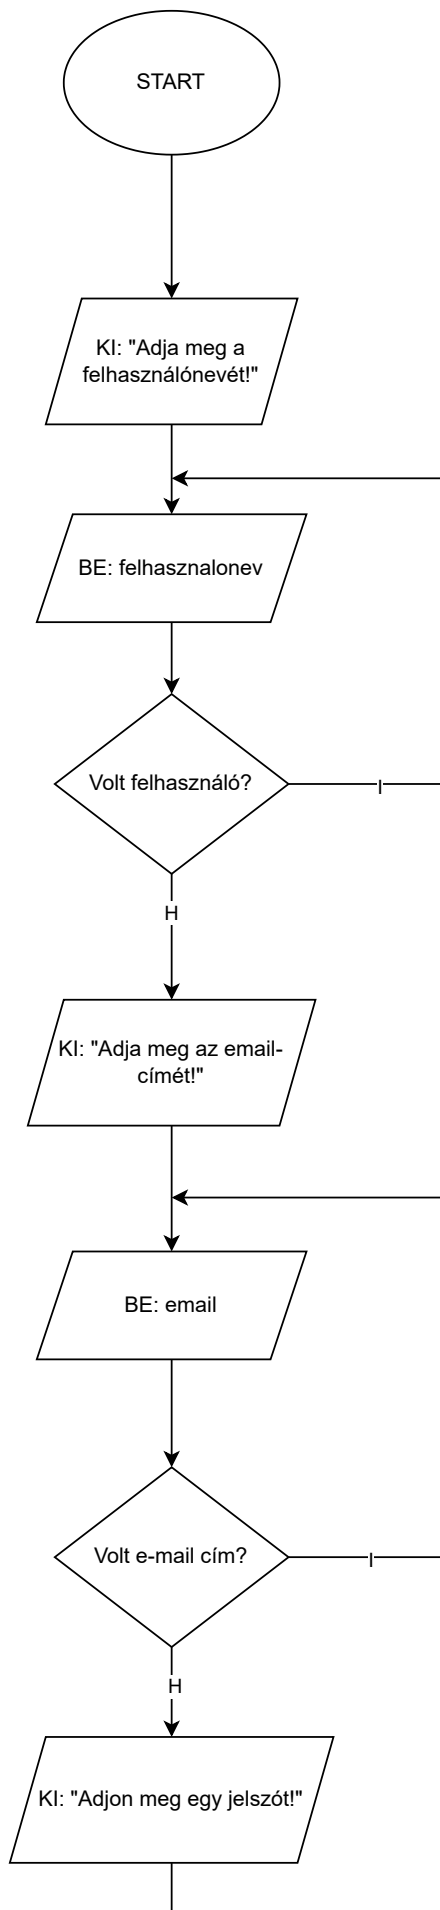 START
KI: "Adja meg a
felhasználónevét!"
BE: felhasznalonev
Volt felhasználó?
I
H
KI: "Adja meg az email-
címét!"
BE: email
Volt e-mail cím?
I
H
KI: "Adjon meg egy jelszót!"